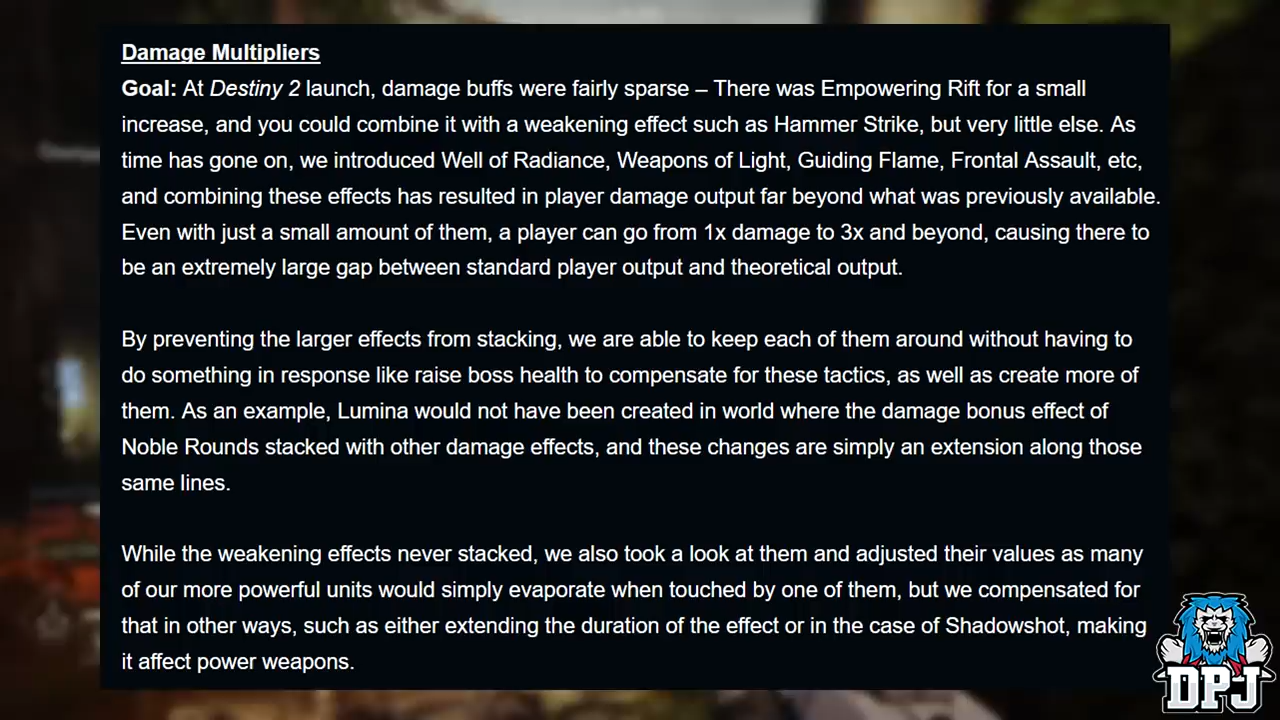 Damage Multipliers
Goal: At Destiny 2 launch, damage buffs were fairly sparse – There was Empowering Rift for a small
increase, and you could combine it with a weakening effect such as Hammer Strike, but very little else. As
time has gone on, we introduced Well of Radiance, Weapons of Light, Guiding Flame, Frontal Assault, etc,
and combining these effects has resulted in player damage output far beyond what was previously available.
Even with just a small amount of them, a player can go from 1x damage to 3x and beyond, causing there to
be an extremely large gap between standard player output and theoretical output.
By preventing the larger effects from stacking, we are able to keep each of them around without having to
do something in response like raise boss health to compensate for these tactics, as well as create more of
them. As an example, Lumina would not have been created in world where the damage bonus effect of
Noble Rounds stacked with other damage effects, and these changes are simply an extension along those
same lines.
While the weakening effects never stacked, we also took a look at them and adjusted their values as many
of our more powerful units would simply evaporate when touched by one of them, but we compensated for
that in other ways, such as either extending the duration of the effect or in the case of Shadowshot, making
it affect power weapons.
DPJ